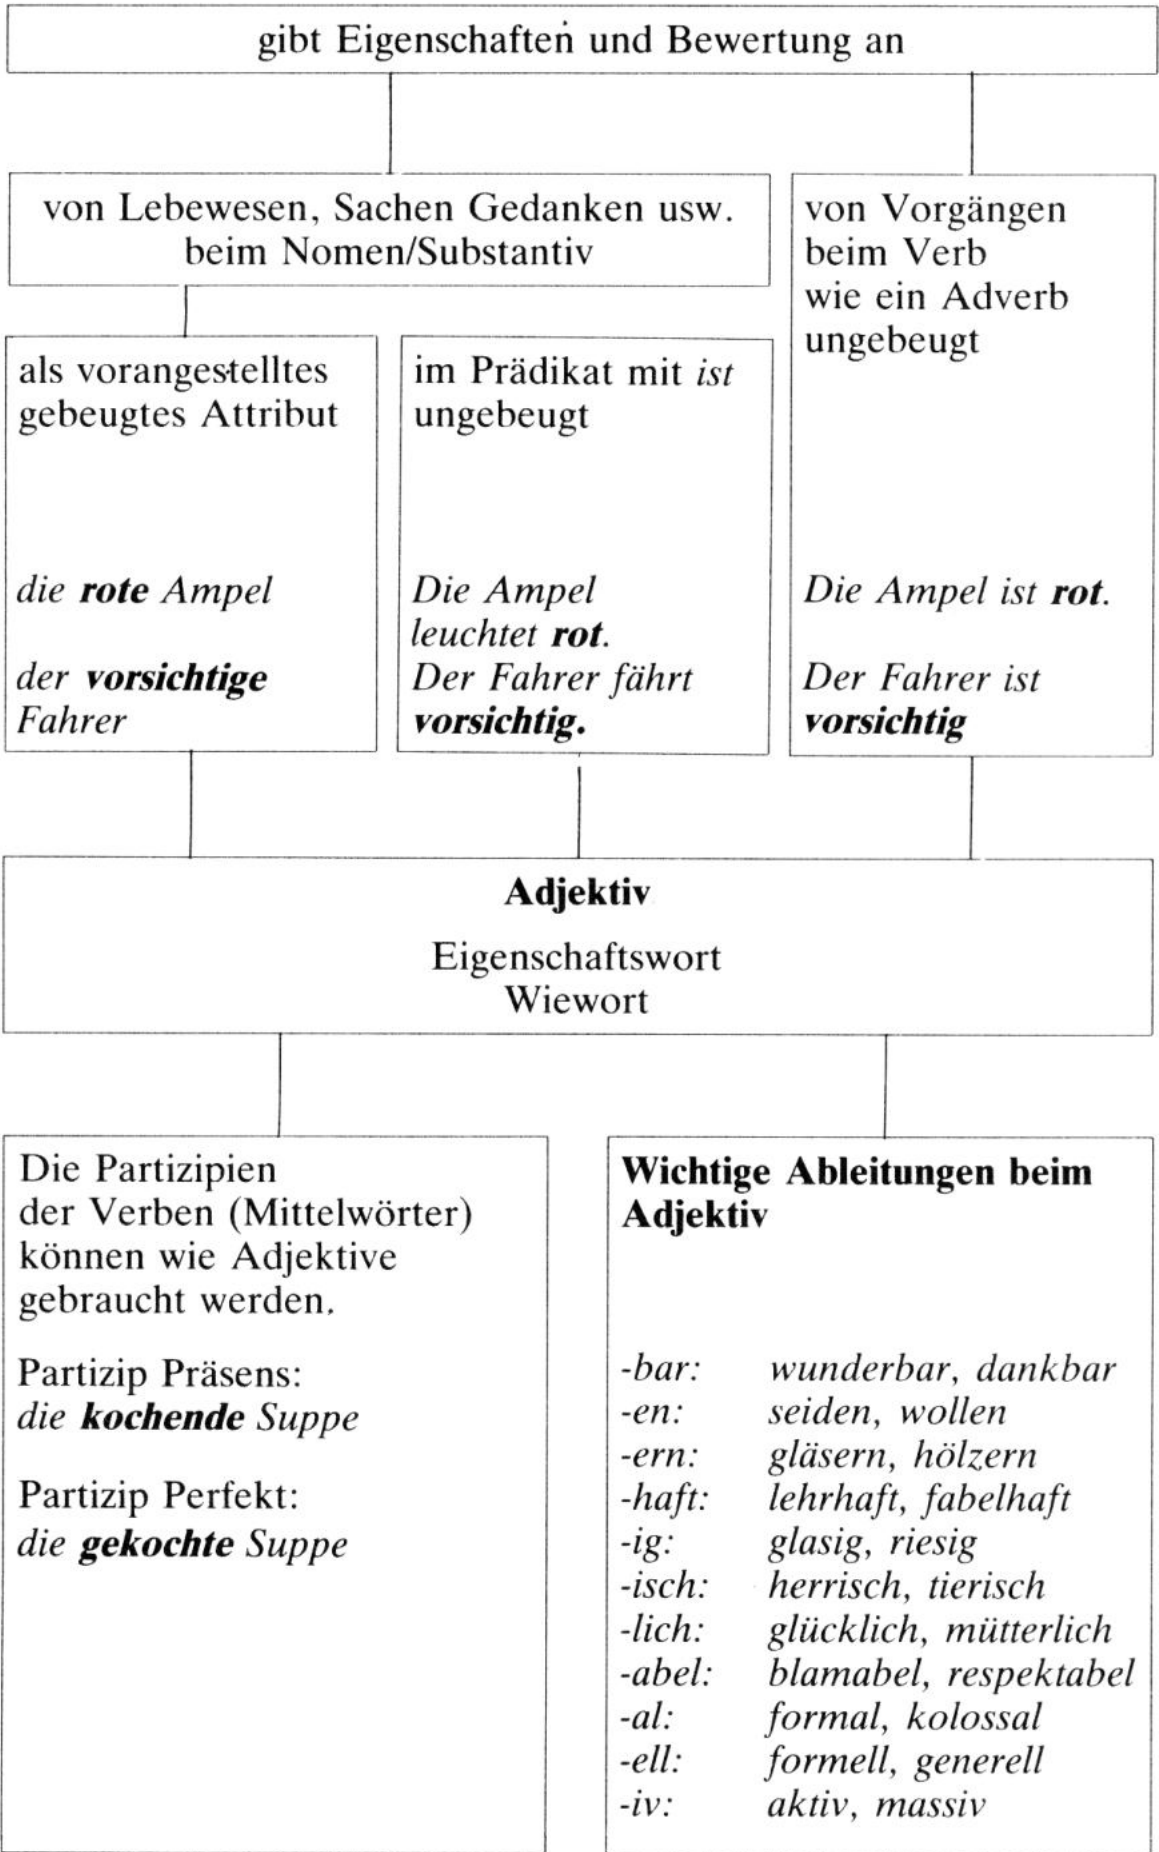 gibt Eigenschaften und Bewertung an
von Lebewesen, Sachen Gedanken usw.
beim Nomen/Substantiv
von Vorgängen
beim Verb
wie ein Adverb
ungebeugt
als vorangestelltes
gebeugtes Attribut
die rote Ampel
der vorsichtige
Fahrer
im Prädikat mit ist
ungebeugt
Die Ampel
leuchtet rot.
Der Fahrer fährt
vorsichtig.
Die Ampel ist rot.
Der Fahrer ist
vorsichtig
Adjektiv
Eigenschaftswort
Wiewort
Die Partizipien
der Verben (Mittelwörter)
können wie Adjektive
gebraucht werden.
Partizip Präsens:
die kochende Suppe
Partizip Perfekt:
die gekochte Suppe
Wichtige Ableitungen beim
Adjektiv
-bar: wunderbar, dankbar
-en: seiden, wollen
-ern: gläsern, hölzern
-haft: lehrhaft, fabelhaft
-ig: glasig, riesig
-isch: herrisch, tierisch
-lich: glücklich, mütterlich
-abel: blamabel, respektabel
-al: formal, kolossal
-ell: formell, generell
-iv: aktiv, massiv